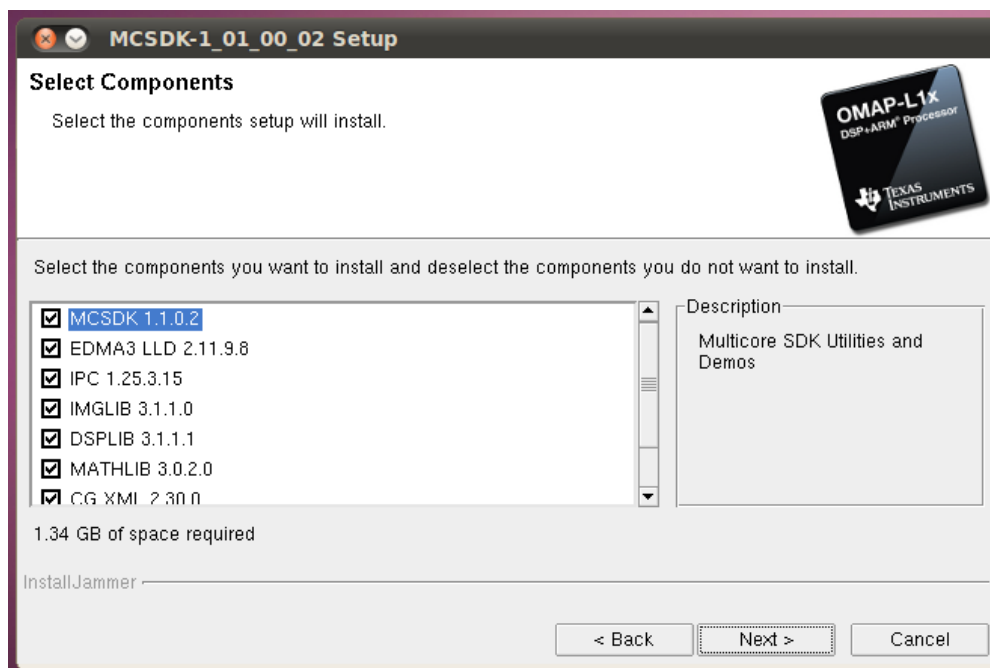 MCSDK-1_01_00_02 Setup
Select Components
Select the components setup will install.
OMAP-L1x
DSP+ARM® Processor
TEXAS
INSTRUMENTS
Select the components you want to install and deselect the components you do not want to install.
MCSDK 1.1.0.2
EDMA3 LLD 2.11.9.8
IPC 1.25.3.15
IMGLIB 3.1.1.0
DSPLIB 3.1.1.1
MATHLIB 3.0.2.0
CG XML 2.30.0
Description
Multicore SDK Utilities and
Demos
1.34 GB of space required
InstallJammer
< Back
Next >
Cancel